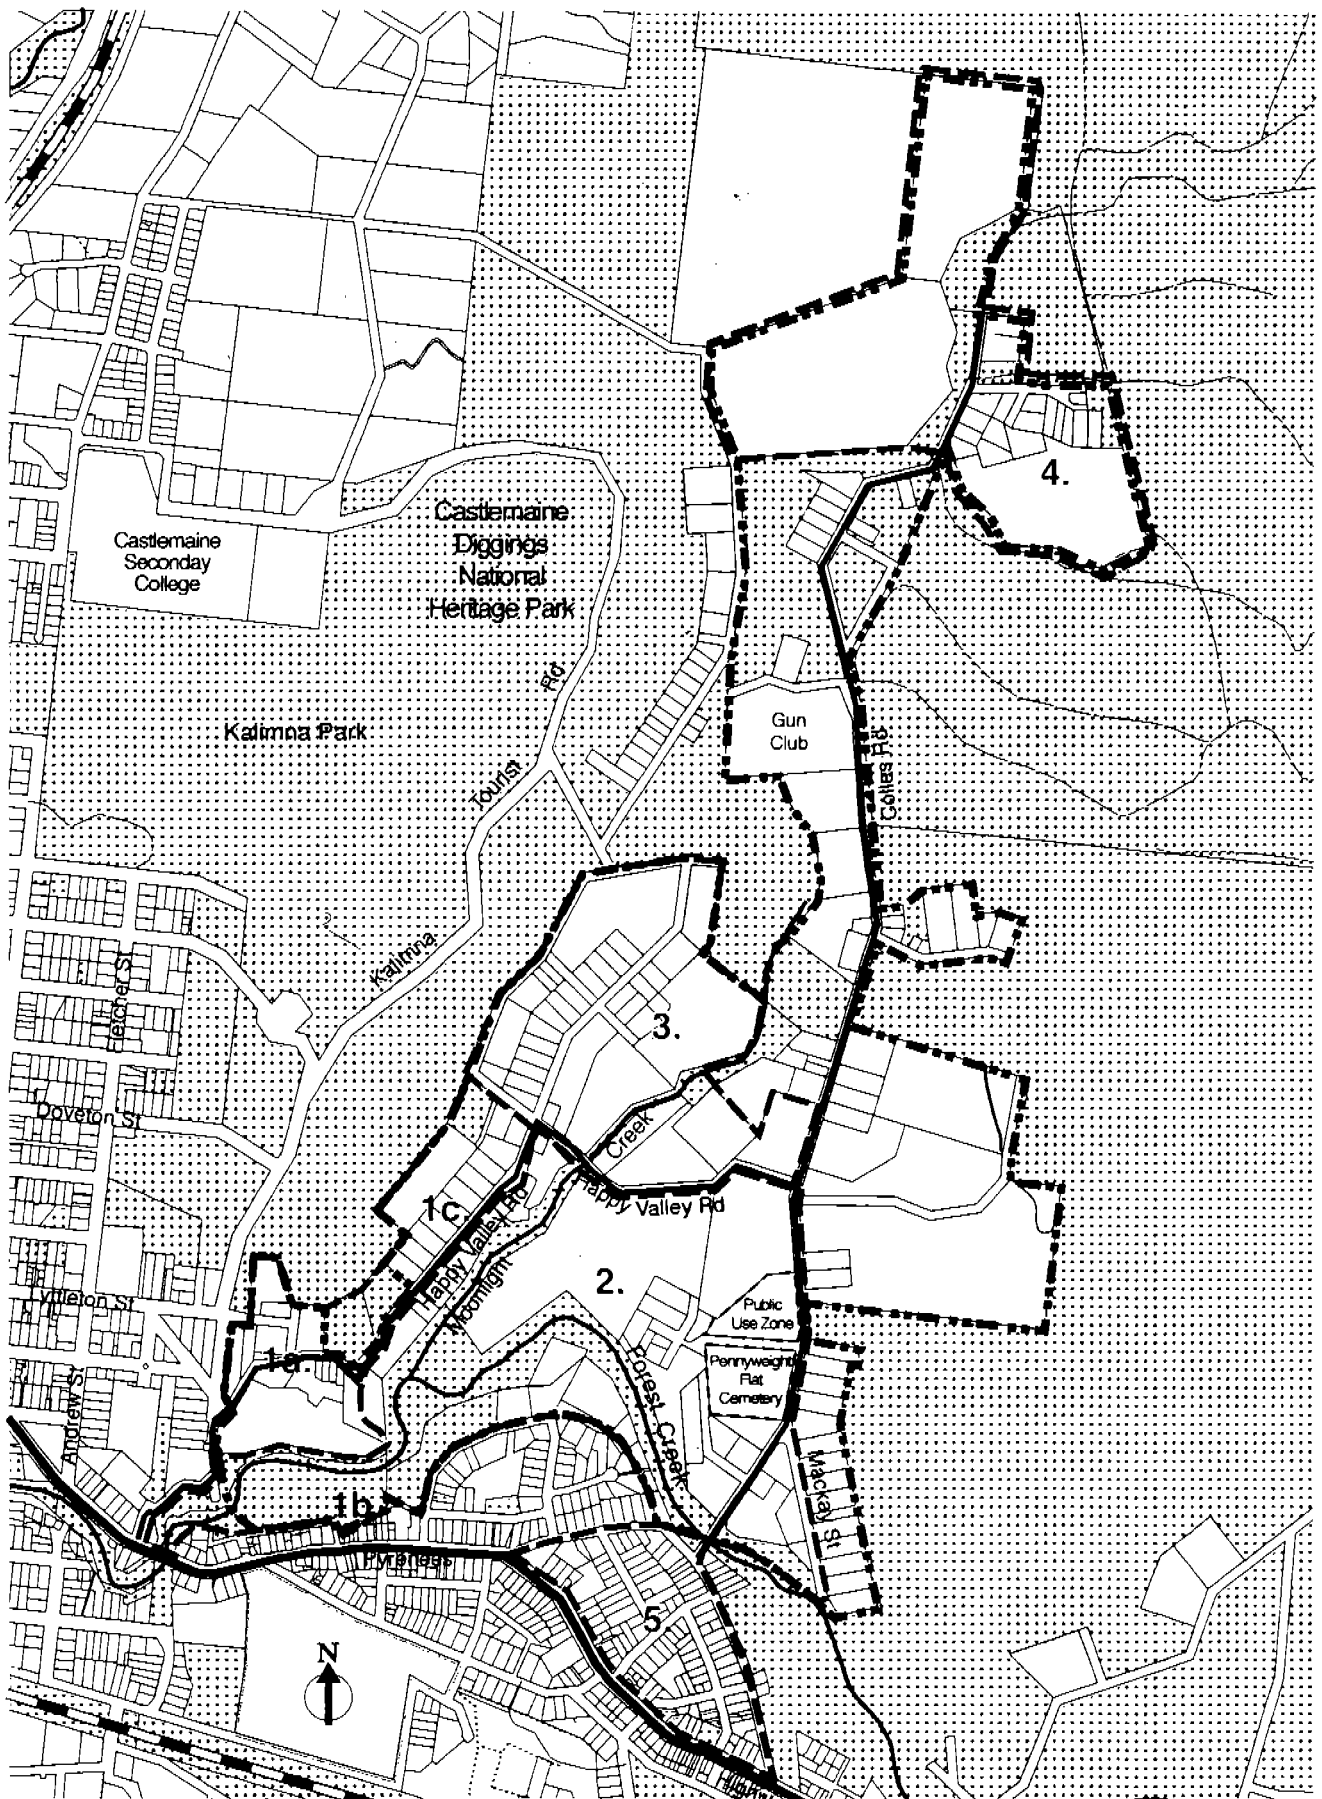 4.
Castlemaine
Diggings
National
Heritage Park
Castlemaine
Seconday
College
Rd
Kalimna Park
Gun
Club
Collas Rd
Tourist
Kalimna
Fletcher St
3.
Doveton St
Creek
Happy Valley Rd
1c.
Happy Valley Rd
Moonlight
2.
Lyttleton St
Public
Use Zone
1a.
Pennyweight
Flat
Cemetery
Forest Creek
Andrew St
Mackay St
1b
Pyrenees
5
N